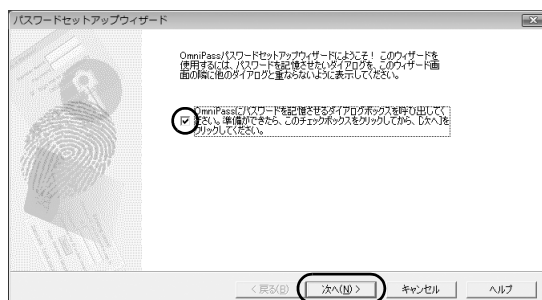 パスワードセットアップウィザード
OmniPassパスワードセットアップウィザードにようこそ！ このウィザードを
使用するには、パスワードを記憶させたいダイアログを、このウィザード画
面の隣に他のダイアログと重ならないように表示してください。
OmniPassにパスワードを記憶させるダイアログボックスを呼び出してく
ださい。準備ができたら、このチェックボックスをクリックしてから、[次へ]を
クリックしてください。
< 戻る(B) 次へ(N) > キャンセル ヘルプ